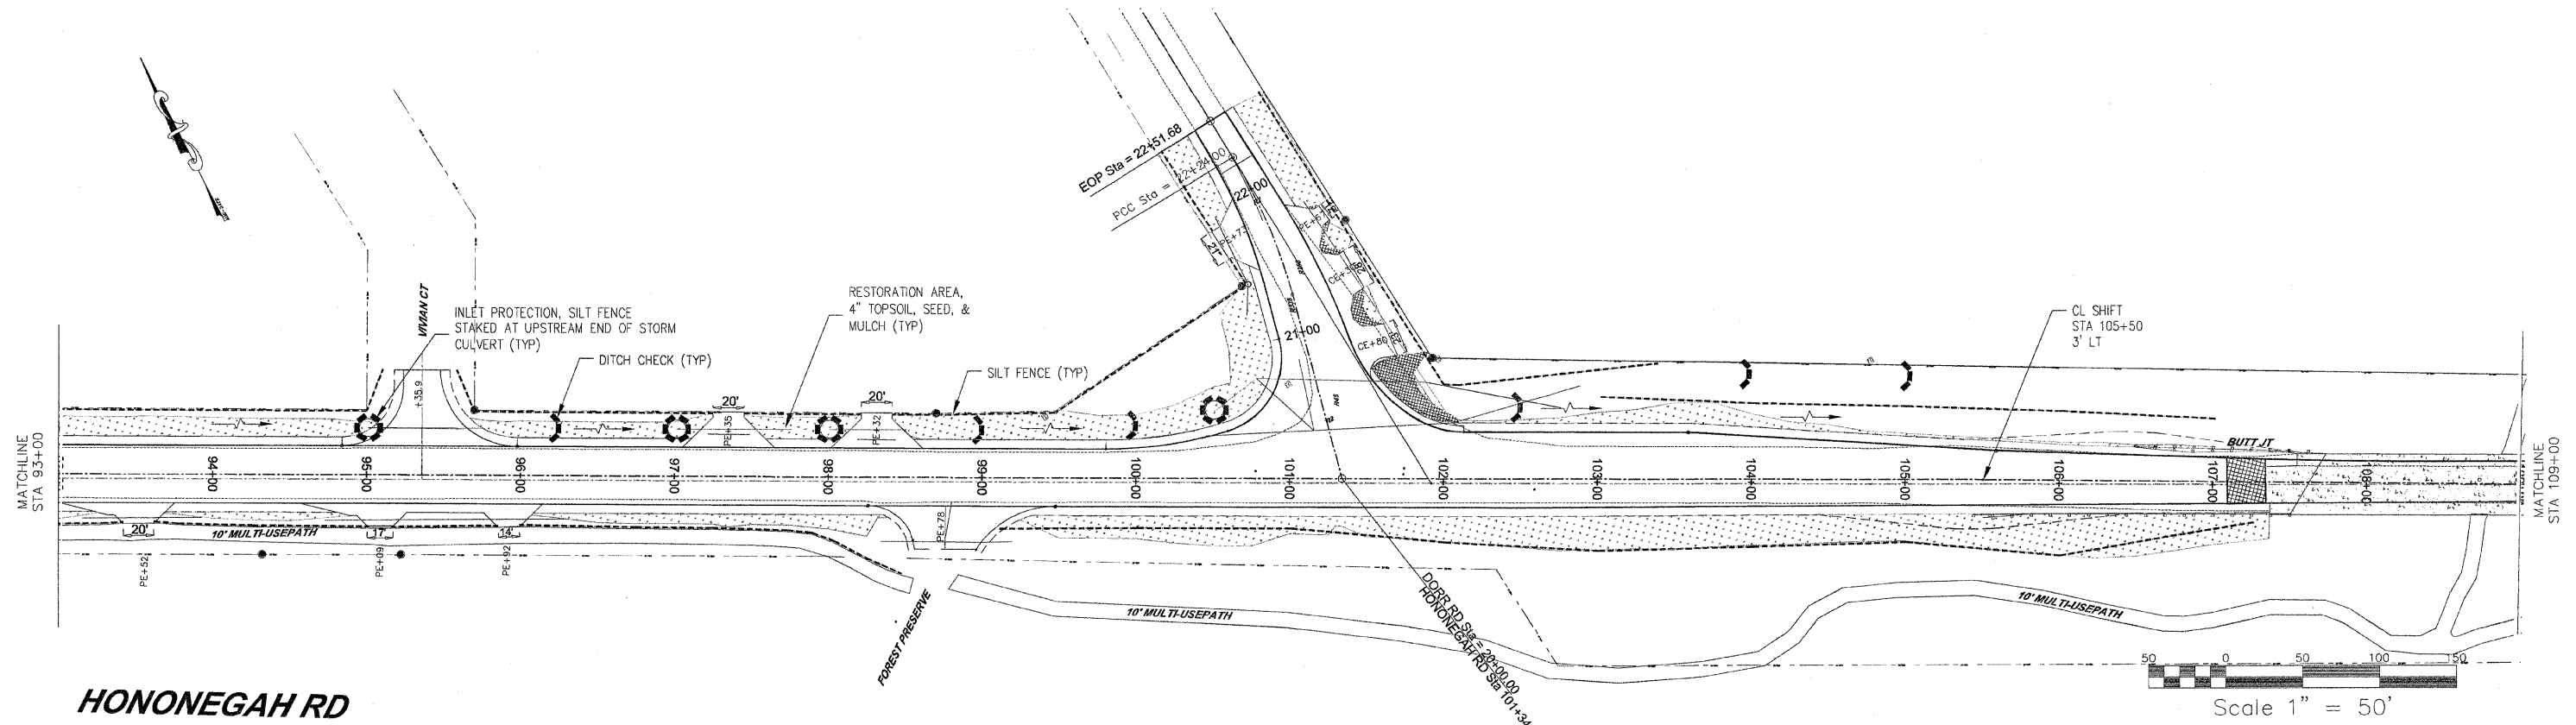 EOP Sta = 22+51.68
PCC Sta = 22+24.00
22+00
PE+73
21'
21+00
CE+80
VIVIAN CT
+35.9
INLET PROTECTION, SILT FENCE
STAKED AT UPSTREAM END OF STORM
CULVERT (TYP)
DITCH CHECK (TYP)
RESTORATION AREA,
4" TOPSOIL, SEED, &
MULCH (TYP)
SILT FENCE (TYP)
CL SHIFT
STA 105+50
3' LT
20'
PE+35
20'
PE+32
BUTT JT
MATCHLINE
STA 93+00
94+00
95+00
96+00
97+00
98+00
99+00
100+00
101+00
102+00
103+00
104+00
105+00
106+00
107+00
108+00
MATCHLINE
STA 109+00
20'
PE+52
10' MULTI-USEPATH
17'
PE+09
14'
PE+92
PE+78
FOREST PRESERVE
10' MULTI-USEPATH
DORR RD Sta = 20+00.00
HONONEGAH RD Sta 101+34
10' MULTI-USEPATH
50 0 50 100 150
Scale 1" = 50'
HONONEGAH RD